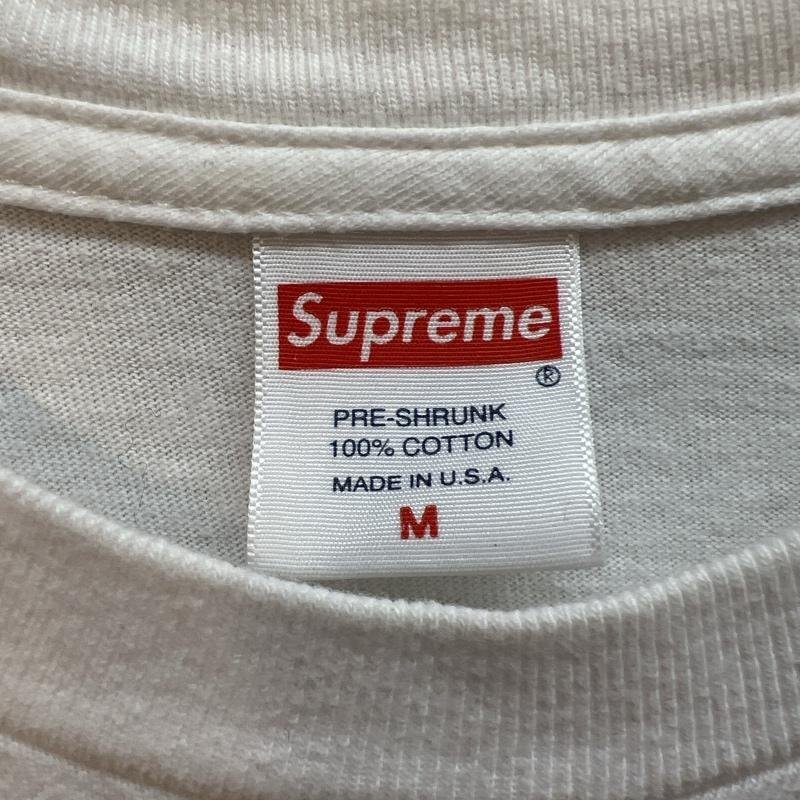 Supreme
®
PRE-SHRUNK
100% COTTON
MADE IN U.S.A.
M